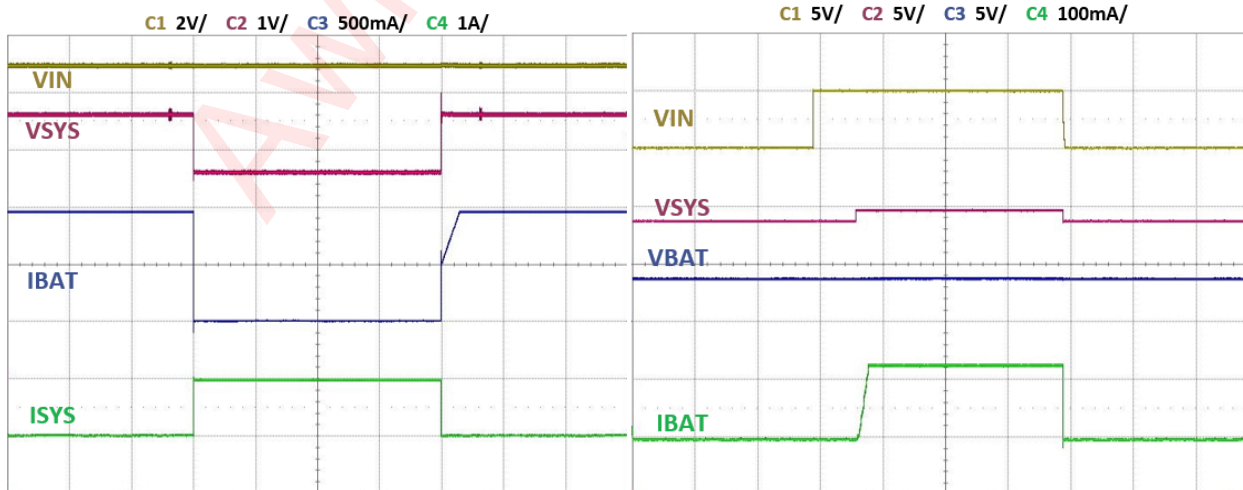 C1 2V/ C2 1V/ C3 500mA/ C4 1A/
VIN
VSYS
IBAT
ISYS
C1 5V/ C2 5V/ C3 5V/ C4 100mA/
VIN
VSYS
VBAT
IBAT